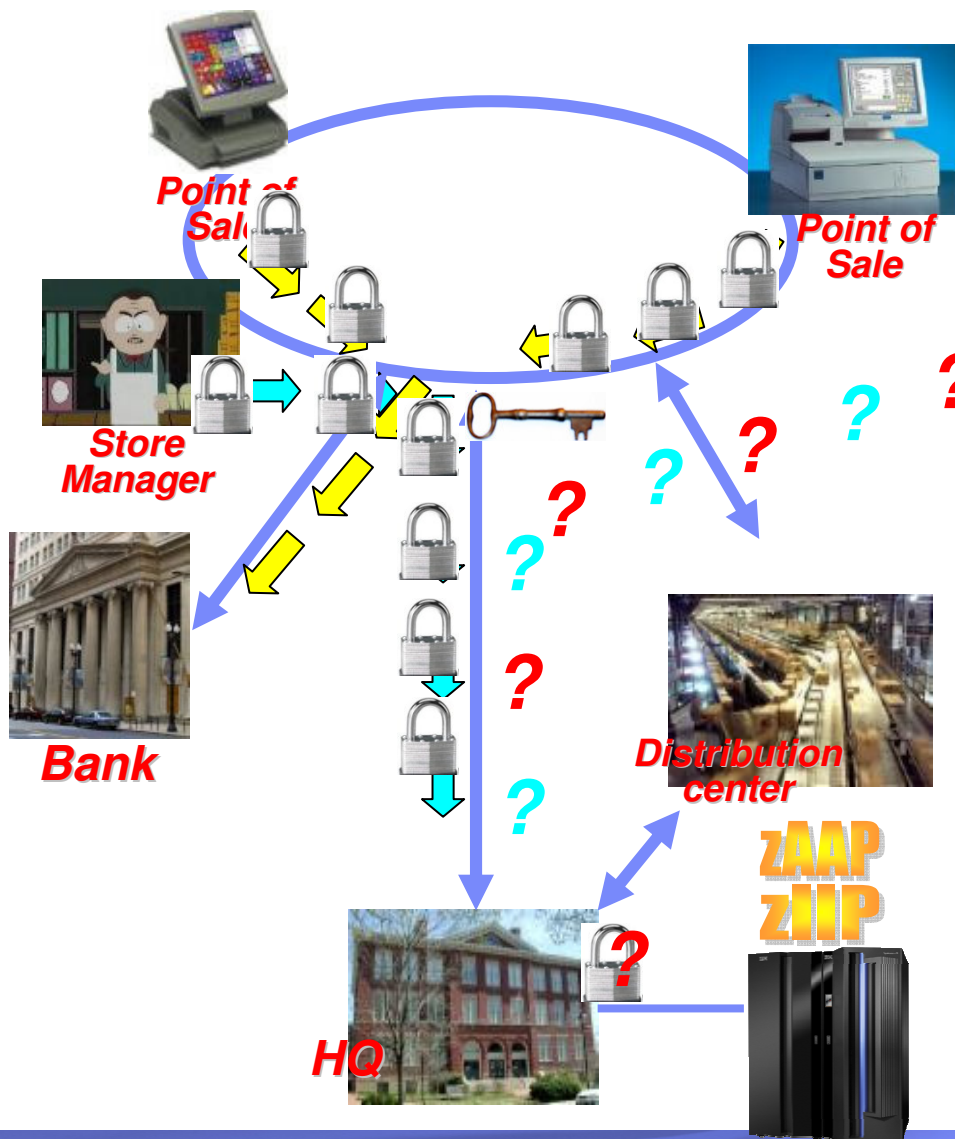 Point of
Sale
Point of
Sale
Store
Manager
?
?
?
?
?
?
?
?
?
Bank
Distribution
center
zAAP
zIIP
?
HQ